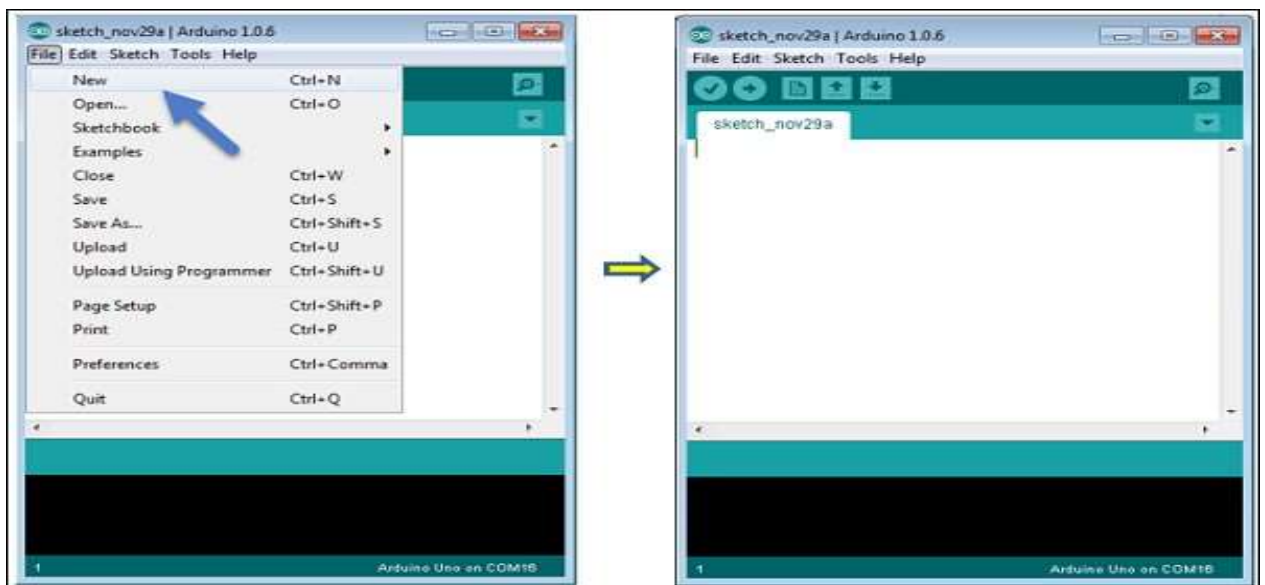 sketch_nov29a | Arduino 1.0.6
File Edit Sketch Tools Help
New Ctrl+N
Open... Ctrl+O
Sketchbook
Examples
Close Ctrl+W
Save Ctrl+S
Save As... Ctrl+Shift+S
Upload Ctrl+U
Upload Using Programmer Ctrl+Shift+U
Page Setup Ctrl+Shift+P
Print Ctrl+P
Preferences Ctrl+Comma
Quit Ctrl+Q
1 Arduino Uno on COM16
sketch_nov29a | Arduino 1.0.6
File Edit Sketch Tools Help
sketch_nov29a
1 Arduino Uno on COM16